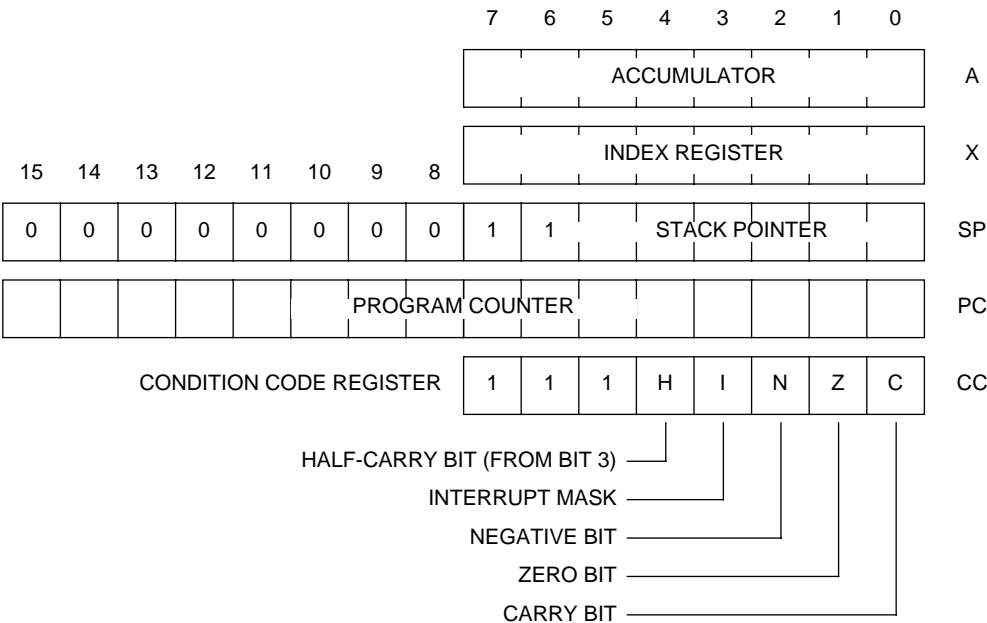 7 6 5 4 3 2 1 0
ACCUMULATOR A
INDEX REGISTER X
15 14 13 12 11 10 9 8
0 0 0 0 0 0 0 0 1 1 STACK POINTER SP
PROGRAM COUNTER PC
CONDITION CODE REGISTER 1 1 1 H I N Z C CC
HALF-CARRY BIT (FROM BIT 3)
INTERRUPT MASK
NEGATIVE BIT
ZERO BIT
CARRY BIT